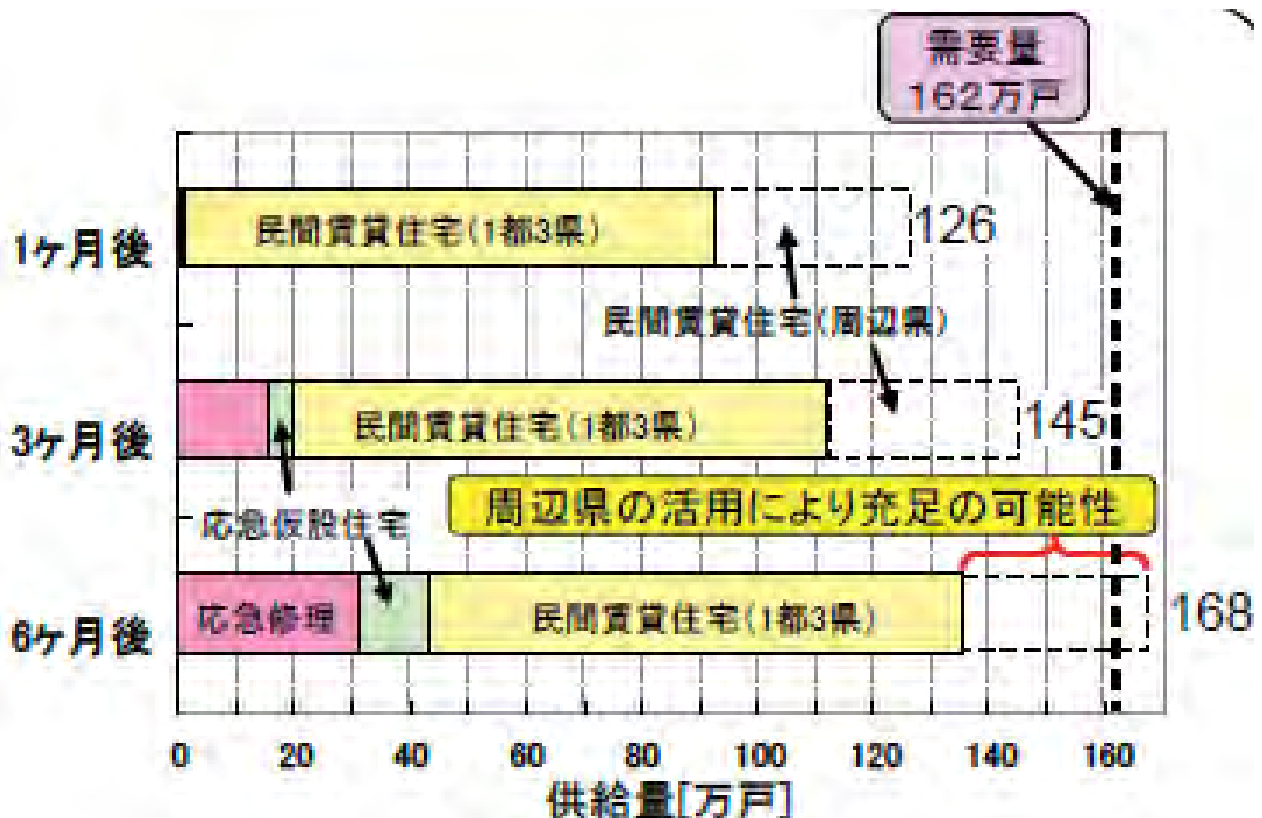 需要量
162万戸
1ヶ月後
民間賃貸住宅(1都3県)
126
民間賃貸住宅(周辺県)
3ヶ月後
民間賃貸住宅(1都3県)
145
周辺県の活用により充足の可能性
応急仮設住宅
6ヶ月後
応急修理
民間賃貸住宅(1都3県)
168
0 20 40 60 80 100 120 140 160
供給量[万戸]